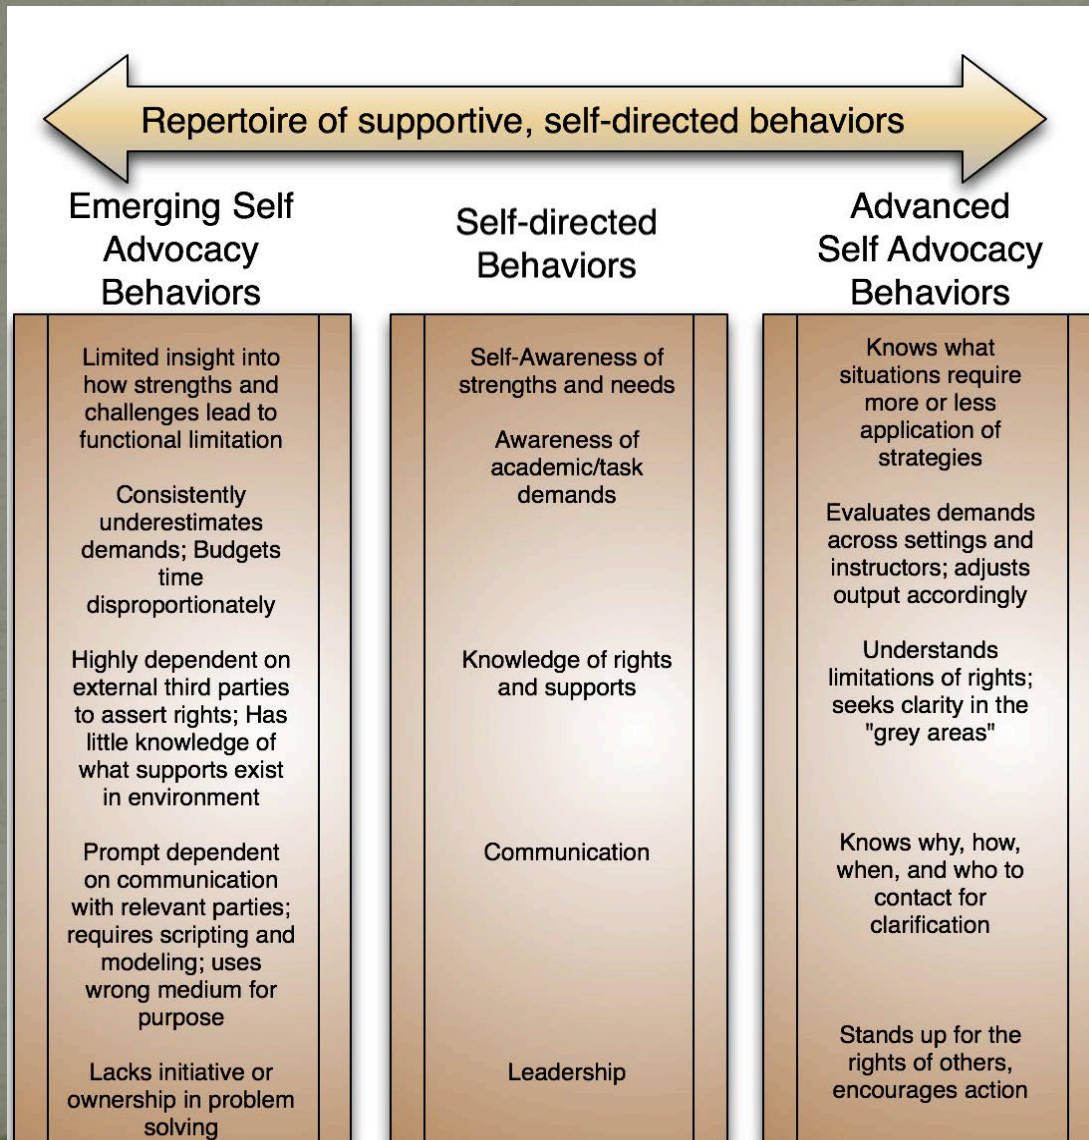 Repertoire of supportive, self-directed behaviors
Emerging Self
Advocacy
Behaviors
Limited insight into
how strengths and
challenges lead to
functional limitation
Consistently
underestimates
demands; Budgets
time
disproportionately
Highly dependent on
external third parties
to assert rights; Has
little knowledge of
what supports exist
in environment
Prompt dependent
on communication
with relevant parties;
requires scripting and
modeling; uses
wrong medium for
purpose
Lacks initiative or
ownership in problem
solving
Self-directed
Behaviors
Self-Awareness of
strengths and needs
Awareness of
academic/task
demands
Knowledge of rights
and supports
Communication
Leadership
Advanced
Self Advocacy
Behaviors
Knows what
situations require
more or less
application of
strategies
Evaluates demands
across settings and
instructors; adjusts
output accordingly
Understands
limitations of rights;
seeks clarity in the
"grey areas"
Knows why, how,
when, and who to
contact for
clarification
Stands up for the
rights of others,
encourages action